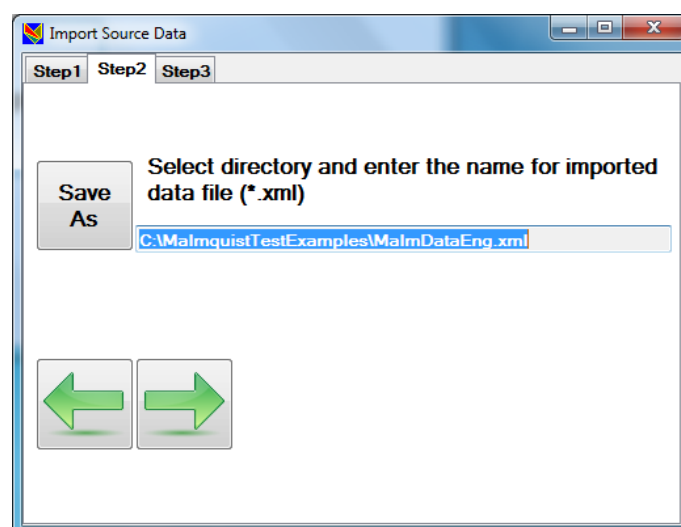 Import Source Data
Step1 Step2 Step3
Select directory and enter the name for imported
data file (*.xml)
Save
As
C:\MalmquistTestExamples\MalmDataEng.xml